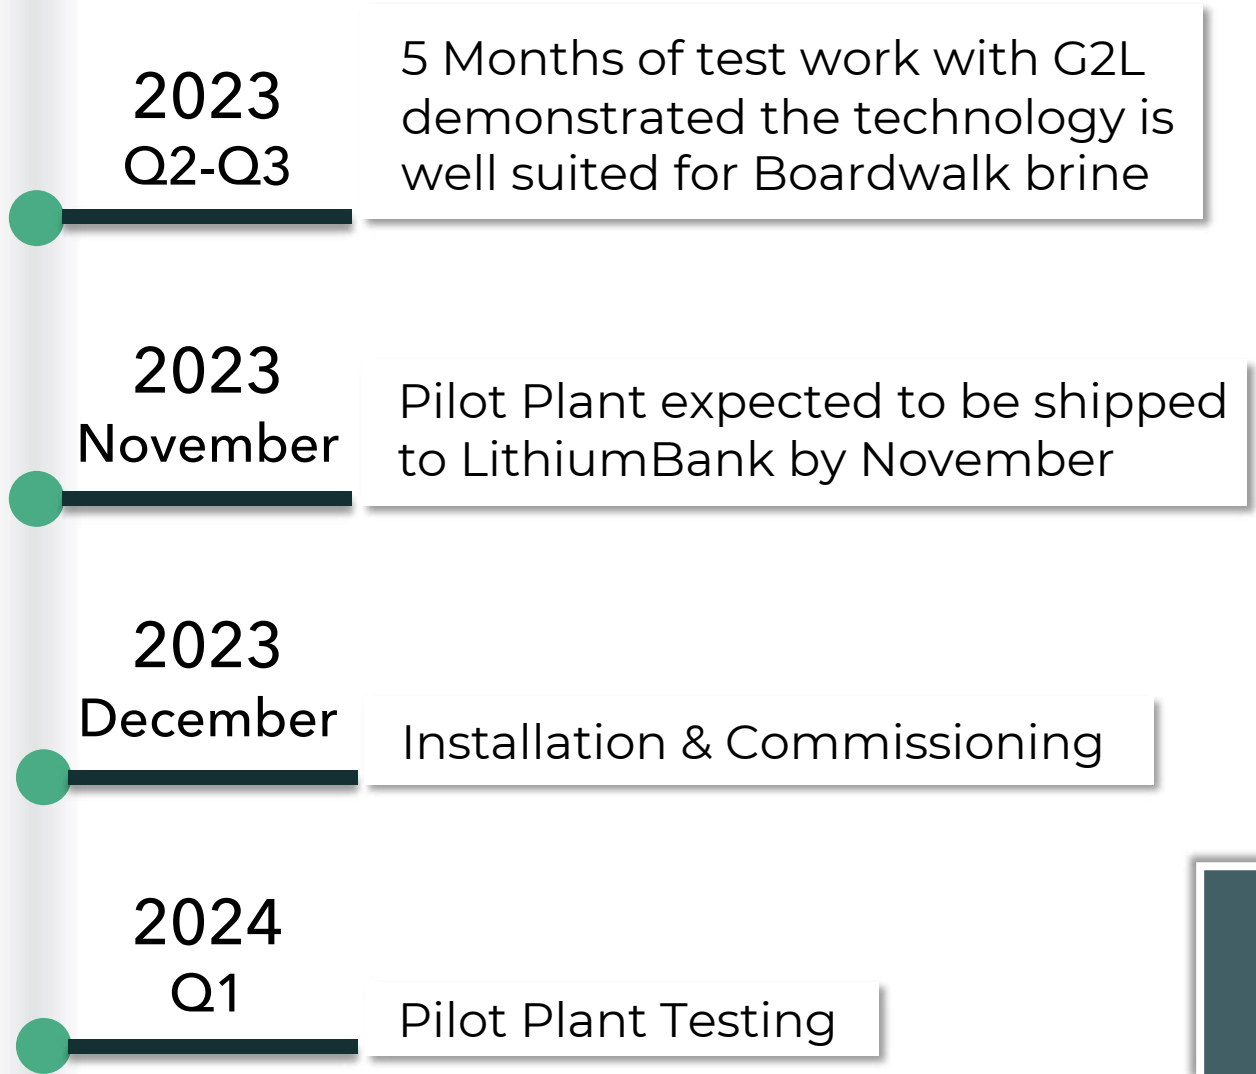 2023
Q2-Q3
5 Months of test work with G2L
demonstrated the technology is
well suited for Boardwalk brine
2023
November
Pilot Plant expected to be shipped
to LithiumBank by November
2023
December
Installation & Commissioning
2024
Q1
Pilot Plant Testing